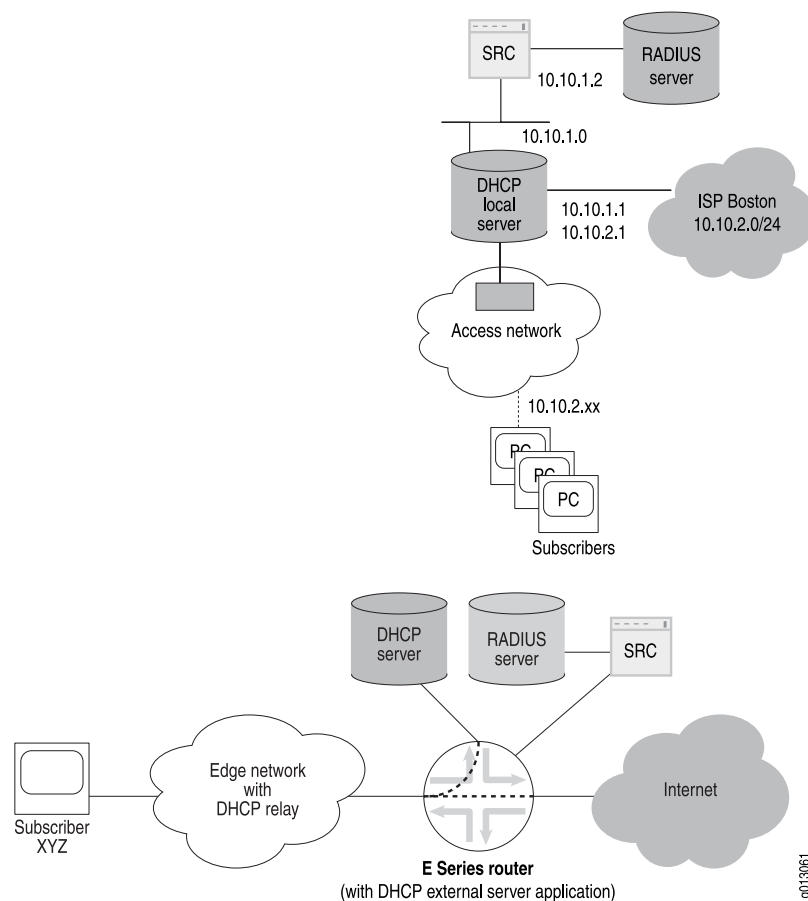 SRC
RADIUS
server
10.10.1.2
10.10.1.0
DHCP
local
server
10.10.1.1
10.10.2.1
ISP Boston
10.10.2.0/24
Access network
10.10.2.xx
PC
PC
PC
Subscribers
DHCP
server
RADIUS
server
SRC
Subscriber
XYZ
Edge network
with
DHCP relay
Internet
E Series router
(with DHCP external server application)
g013061